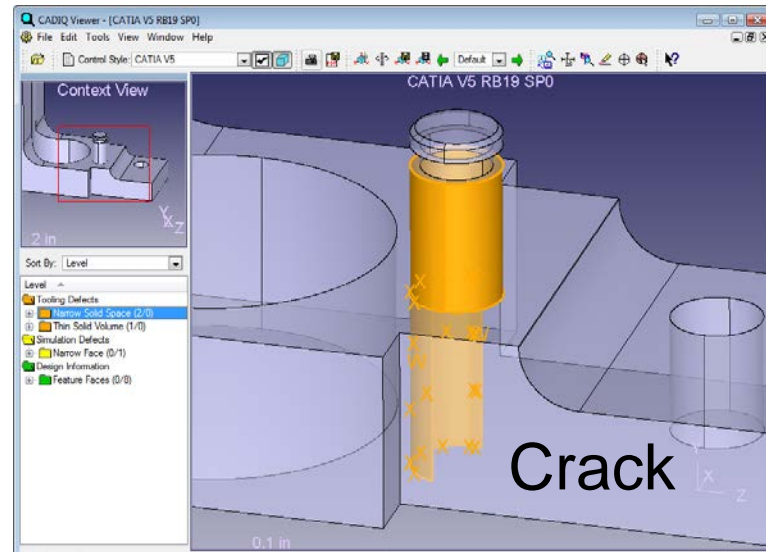 CADIQ Viewer - [CATIA V5 RB19 SP0]
File Edit Tools View Window Help
Control Style: CATIA V5
Default
Context View
Y
X
Z
2 in
CATIA V5 RB19 SP0
Sort By: Level
Level
Tooling Defects
Narrow Solid Space (2/0)
Thin Solid Volume (1/0)
Simulation Defects
Narrow Face (0/1)
Design Information
Feature Faces (0/8)
Crack
Y
X
Z
0.1 in